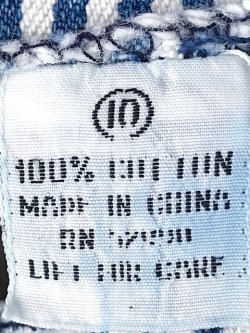 10
100% COTTON
MADE IN CHINA
RN
LIFT FOR CARE